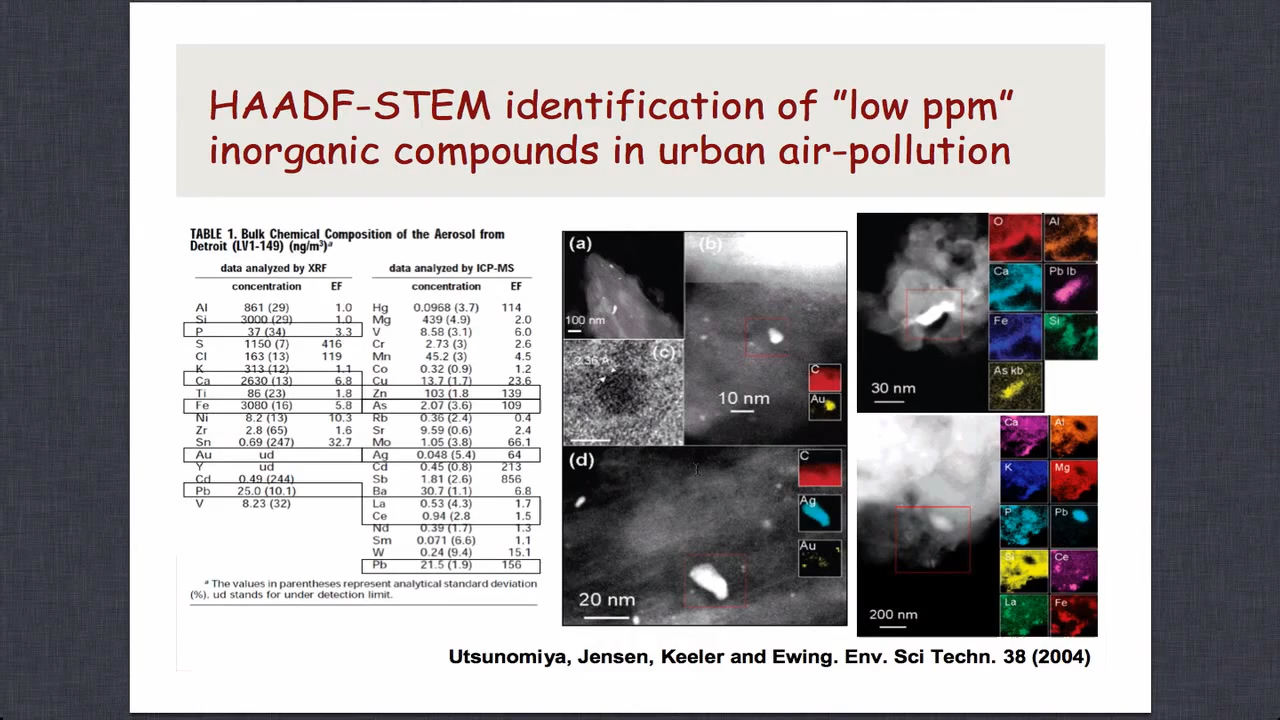 HAADF-STEM identification of ”low ppm”
inorganic compounds in urban air-pollution
TABLE 1. Bulk Chemical Composition of the Aerosol from
Detroit (LV1-149) (ng/m³)ᵃ
data analyzed by XRF data analyzed by ICP-MS
concentration EF concentration EF
Al 861 (29) 1.0 Hg 0.0968 (3.7) 114
Si 3000 (29) 1.0 Mg 439 (4.9) 2.0
P 37 (34) 3.3 V 8.58 (3.1) 6.0
S 1150 (7) 416 Cr 2.73 (3) 2.6
Cl 163 (13) 119 Mn 45.2 (3) 4.5
K 313 (12) 1.1 Co 0.32 (0.9) 1.2
Ca 2630 (13) 6.8 Cu 13.7 (1.7) 23.6
Ti 86 (23) 1.8 Zn 103 (1.8 139
Fe 3080 (16) 5.8 As 2.07 (3.6) 109
Ni 8.2 (13) 10.3 Rb 0.36 (2.4) 0.4
Zr 2.8 (65) 1.6 Sr 9.59 (0.6) 2.4
Sn 0.69 (247) 32.7 Mo 1.05 (3.8) 66.1
Au ud Ag 0.048 (5.4) 64
Y ud Cd 0.45 (0.8) 213
Cd 0.49 (244) Sb 1.81 (2.6) 856
Pb 25.0 (10.1) Ba 30.7 (1.1) 6.8
V 8.23 (32) La 0.53 (4.3) 1.7
Ce 0.94 (2.8 1.5
Nd 0.39 (1.7) 1.3
Sm 0.071 (6.6) 1.1
W 0.24 (9.4) 15.1
Pb 21.5 (1.9) 156
ᵃ The values in parentheses represent analytical standard deviation
(%). ud stands for under detection limit.
(a)
100 nm
(b)
10 nm
C
Au
(c)
2.36 Å
(d)
20 nm
C
Ag
Au
30 nm
O Al
Ca Pb lb
Fe Si
As kb
200 nm
Ca Al
K Mg
P Pb
Si Ce
La Fe
Utsunomiya, Jensen, Keeler and Ewing. Env. Sci Techn. 38 (2004)